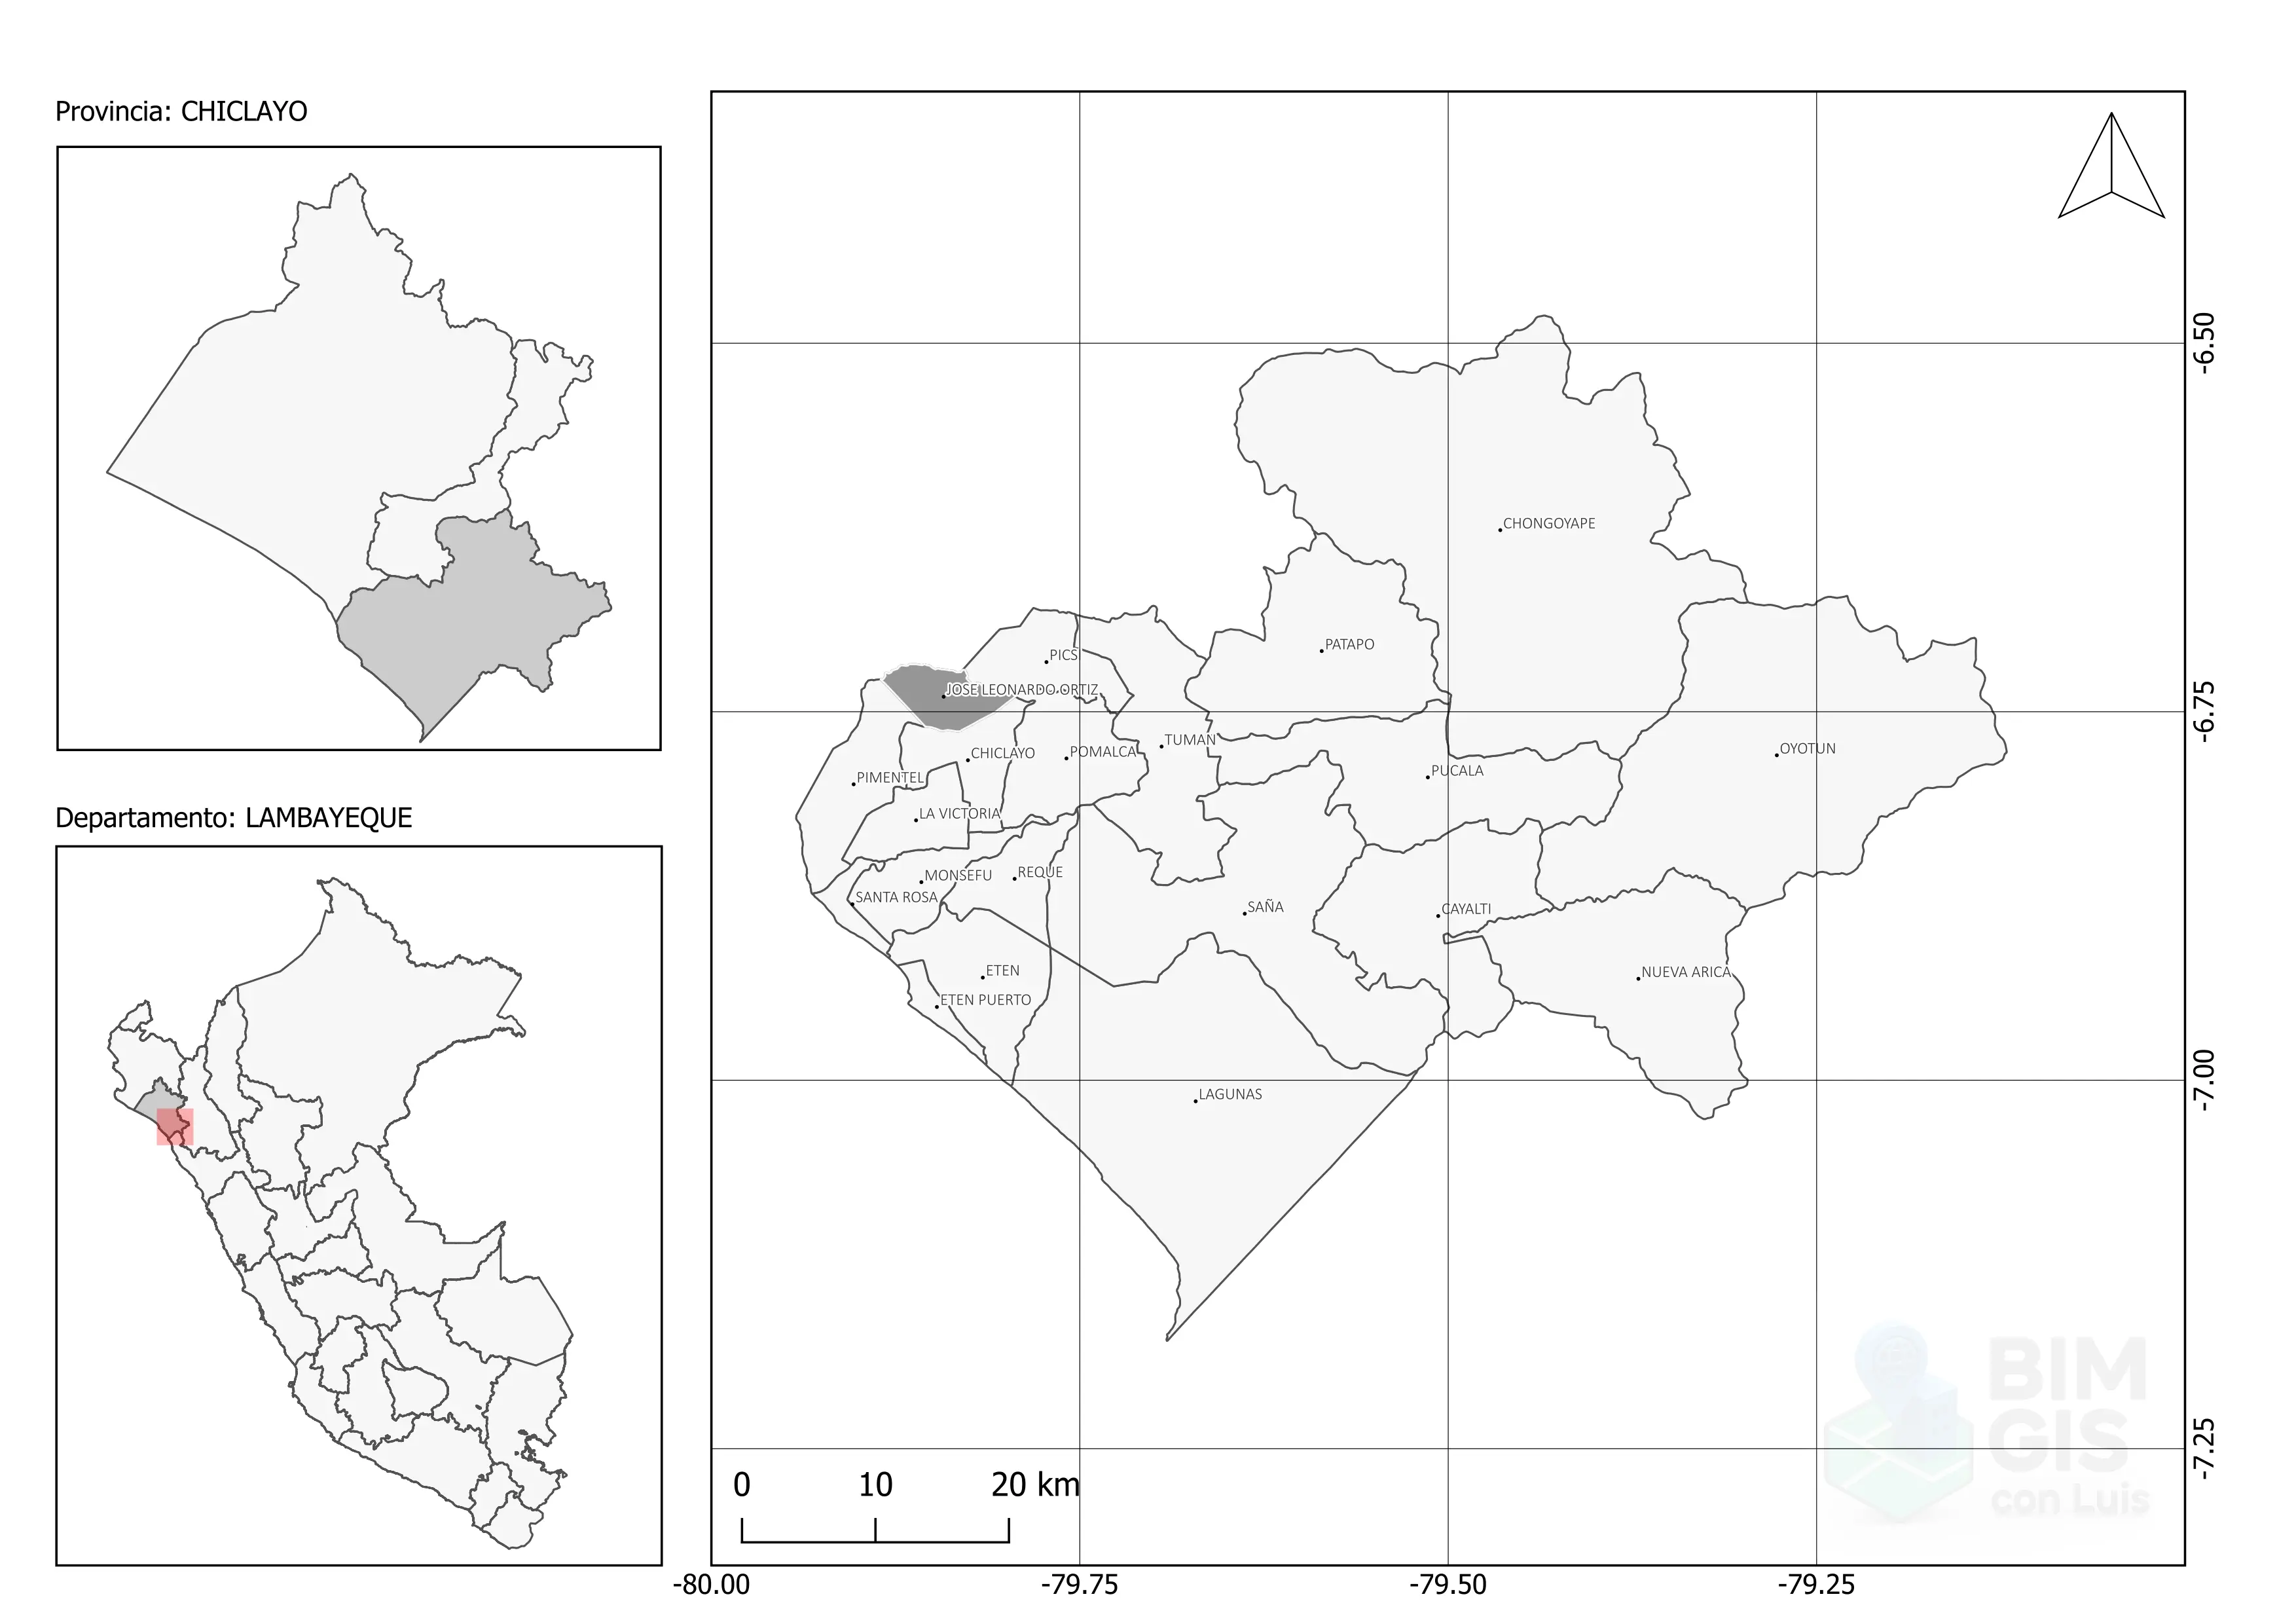 Provincia: CHICLAYO
Departamento: LAMBAYEQUE
CHONGOYAPE
PATAPO
PICSI
JOSE LEONARDO ORTIZ
TUMAN
CHICLAYO
POMALCA
OYOTUN
PUCALA
PIMENTEL
LA VICTORIA
REQUE
MONSEFU
SANTA ROSA
SAÑA
CAYALTI
ETEN
NUEVA ARICA
ETEN PUERTO
LAGUNAS
-6.50
-6.75
-7.00
-7.25
0 10 20 km
-80.00 -79.75 -79.50 -79.25
BIM
GIS
con Luis